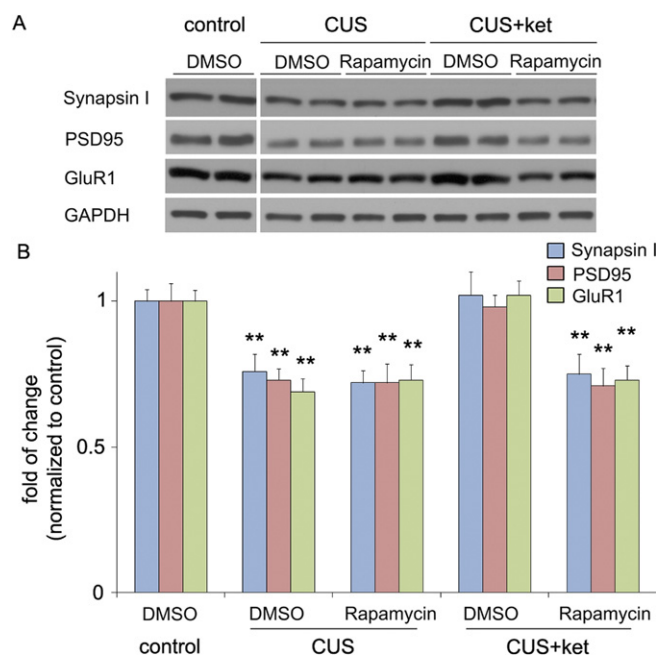 A
control CUS CUS+ket
DMSO DMSO Rapamycin DMSO Rapamycin
Synapsin I
PSD95
GluR1
GAPDH
B
Synapsin I
PSD95
GluR1
fold of change
(normalized to control)
1
0.5
0
** ** **
** ** **
** ** **
DMSO DMSO Rapamycin DMSO Rapamycin
control CUS CUS+ket